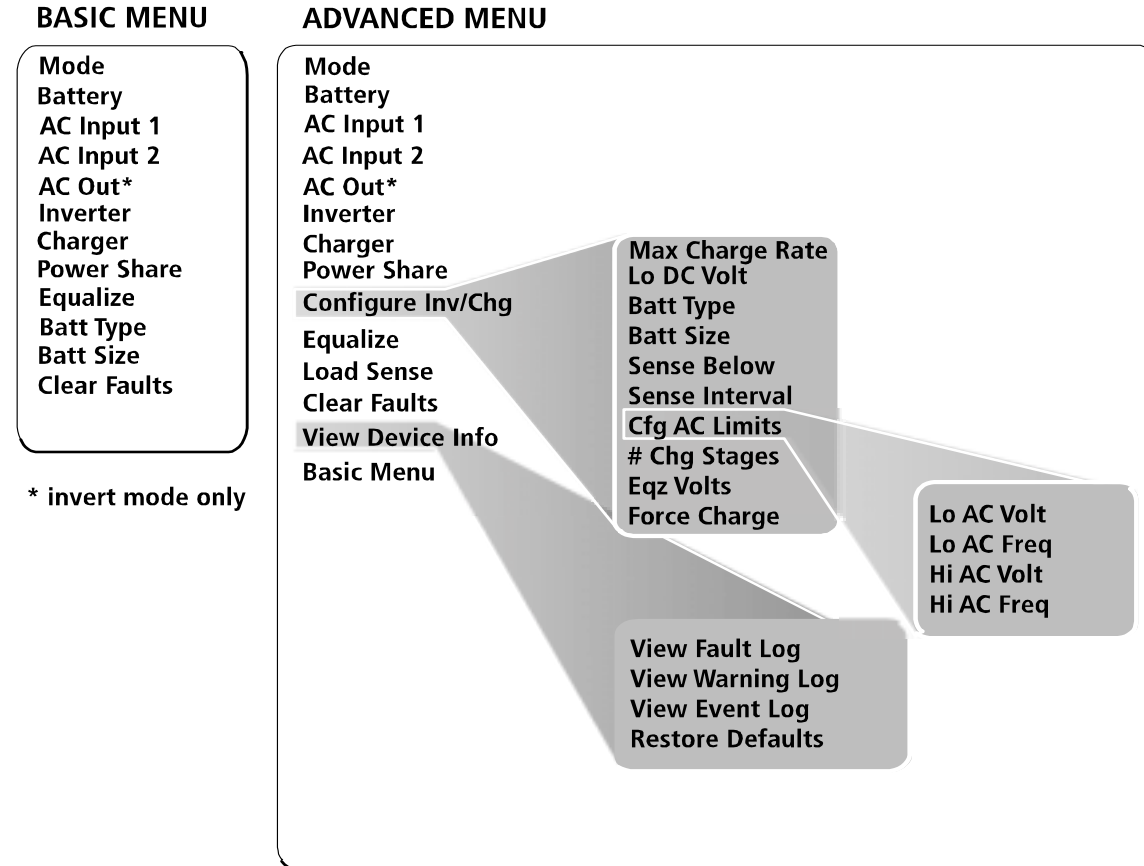 BASIC MENU
Mode
Battery
AC Input 1
AC Input 2
AC Out*
Inverter
Charger
Power Share
Equalize
Batt Type
Batt Size
Clear Faults
* invert mode only
ADVANCED MENU
Mode
Battery
AC Input 1
AC Input 2
AC Out*
Inverter
Charger
Power Share
Configure Inv/Chg
Equalize
Load Sense
Clear Faults
View Device Info
Basic Menu
Max Charge Rate
Lo DC Volt
Batt Type
Batt Size
Sense Below
Sense Interval
Cfg AC Limits
# Chg Stages
Eqz Volts
Force Charge
Lo AC Volt
Lo AC Freq
Hi AC Volt
Hi AC Freq
View Fault Log
View Warning Log
View Event Log
Restore Defaults